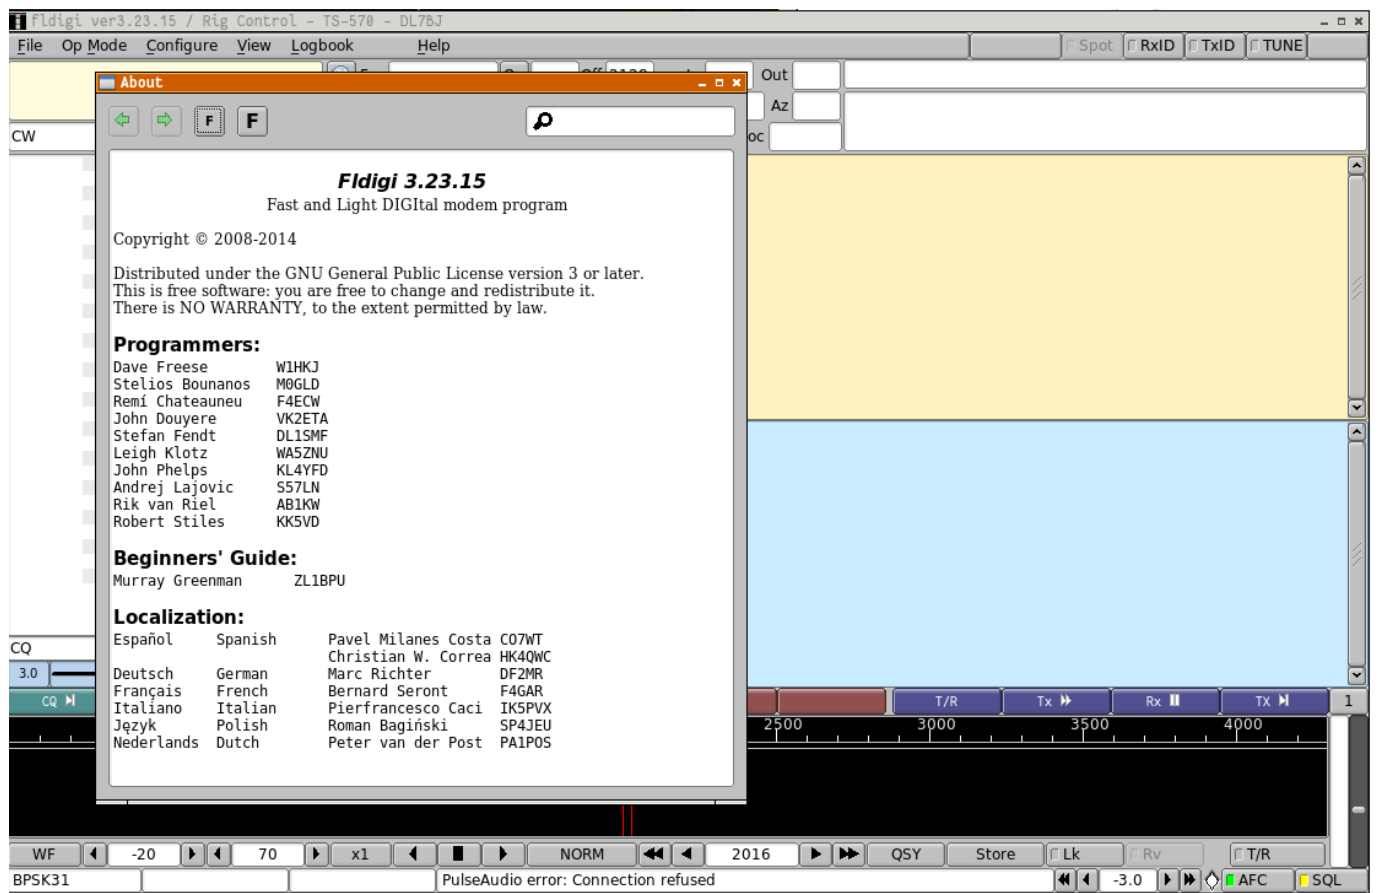 fldigi ver3.23.15 / Rig Control - TS-570 - DL7BJ
File Op Mode Configure View Logbook Help
Spot RxID TxID TUNE
About
Out
Az
CW
F F
Fldigi 3.23.15
Fast and Light DIGItal modem program
Copyright © 2008-2014
Distributed under the GNU General Public License version 3 or later.
This is free software: you are free to change and redistribute it.
There is NO WARRANTY, to the extent permitted by law.
Programmers:
Dave Freese W1HKJ
Stelios Bounanos M0GLD
Remí Chateauneu F4ECW
John Douyere VK2ETA
Stefan Fendt DL1SMF
Leigh Klotz WA5ZNU
John Phelps KL4YFD
Andrej Lajovic S57LN
Rik van Riel AB1KW
Robert Stiles KK5VD
Beginners' Guide:
Murray Greenman ZL1BPU
Localization:
Español Spanish Pavel Milanes Costa CO7WT
Christian W. Correa HK4QWC
Deutsch German Marc Richter DF2MR
Français French Bernard Seront F4GAR
Italiano Italian Pierfrancesco Caci IK5PVX
Język Polish Roman Bagiński SP4JEU
Nederlands Dutch Peter van der Post PA1POS
CQ
3.0
CQ T/R Tx Rx TX 1
2500 3000 3500 4000
WF -20 70 x1 NORM 2016 QSY Store Lk Rv T/R
BPSK31 PulseAudio error: Connection refused -3.0 AFC SQL